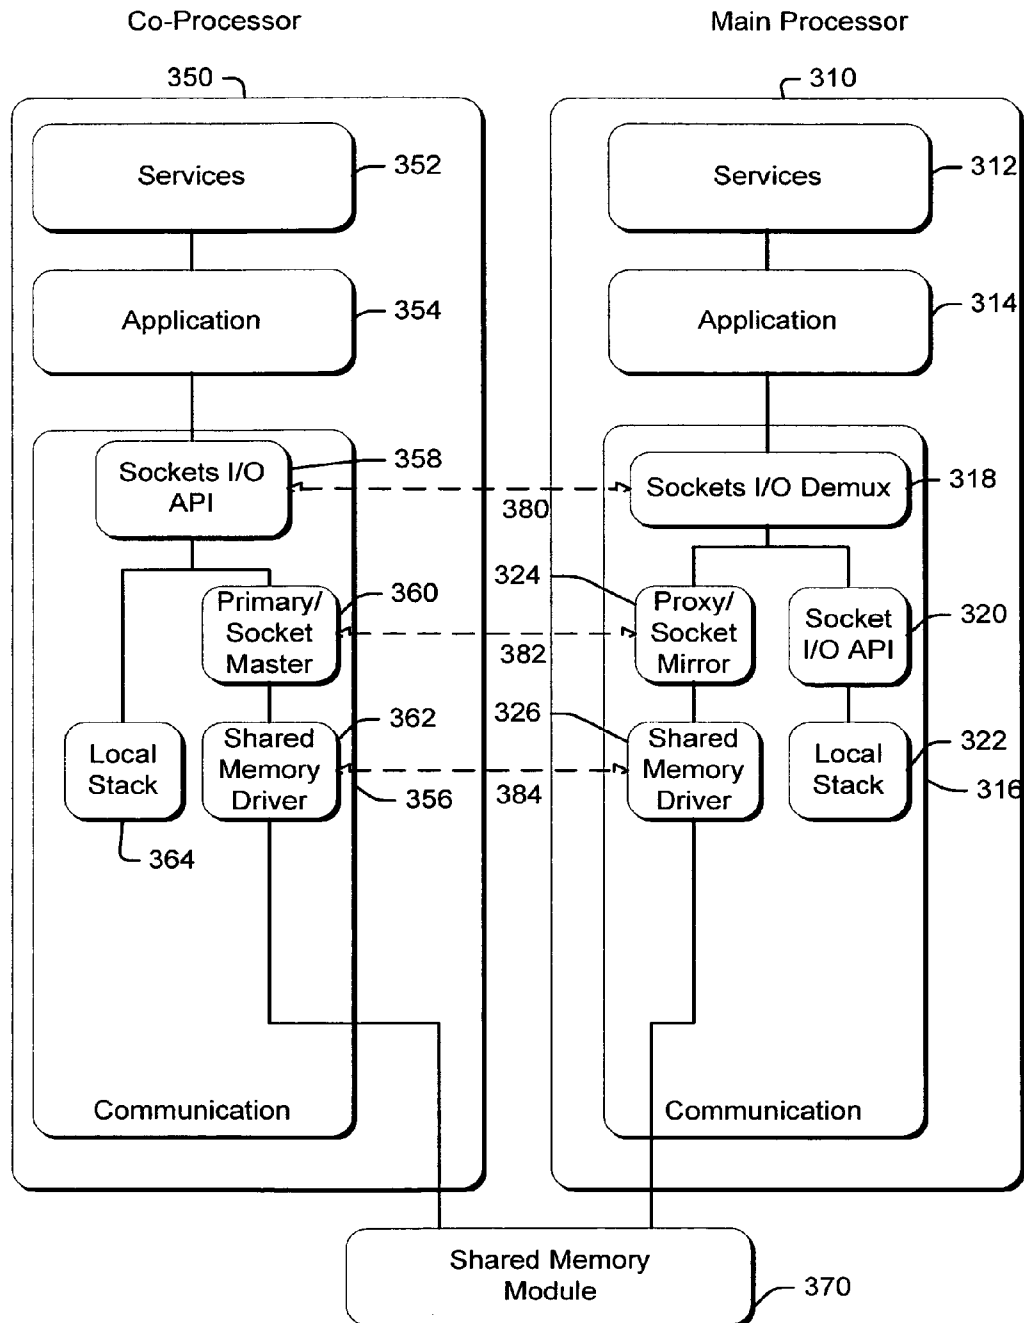 Co-Processor
Main Processor
350
310
Services
352
Services
312
Application
354
Application
314
Sockets I/O
API
358
380
Sockets I/O Demux
318
Primary/
Socket
Master
360
382
324
Proxy/
Socket
Mirror
Socket
I/O API
320
Local
Stack
364
Shared
Memory
Driver
362
356
384
326
Shared
Memory
Driver
Local
Stack
322
316
Communication
Communication
Shared Memory
Module
370